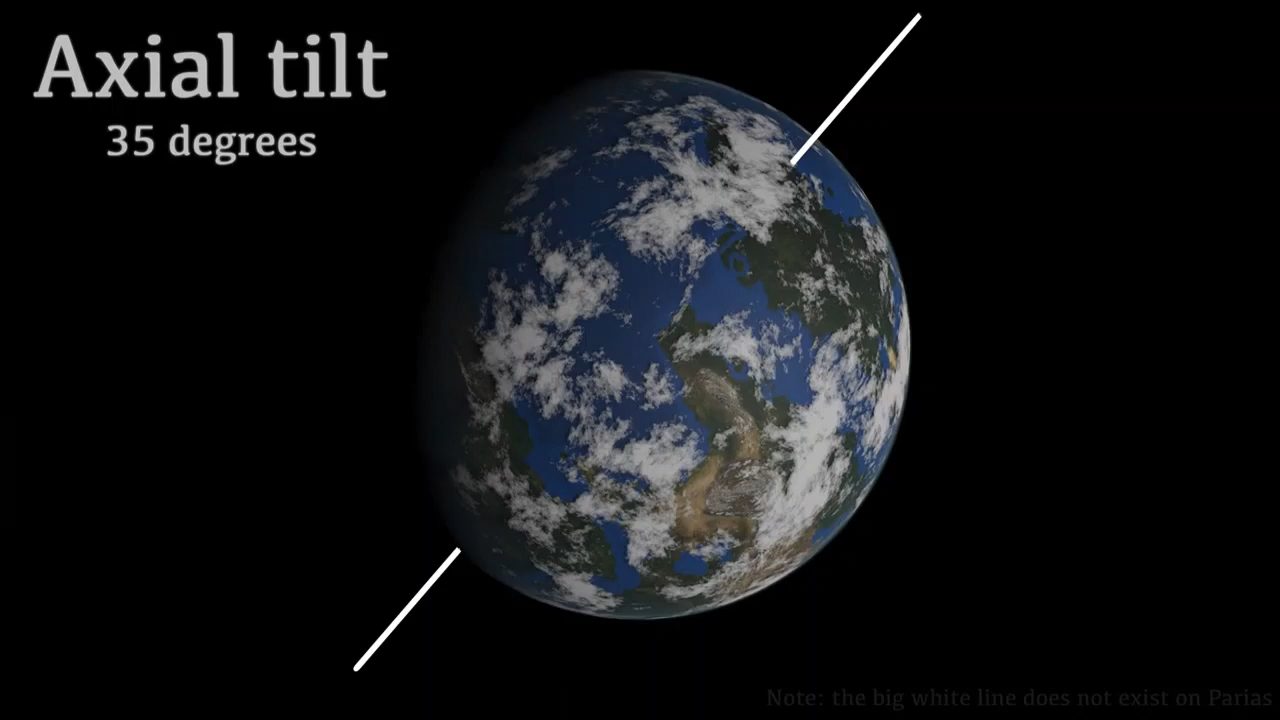 Axial tilt
35 degrees
Note: the big white line does not exist on Parias